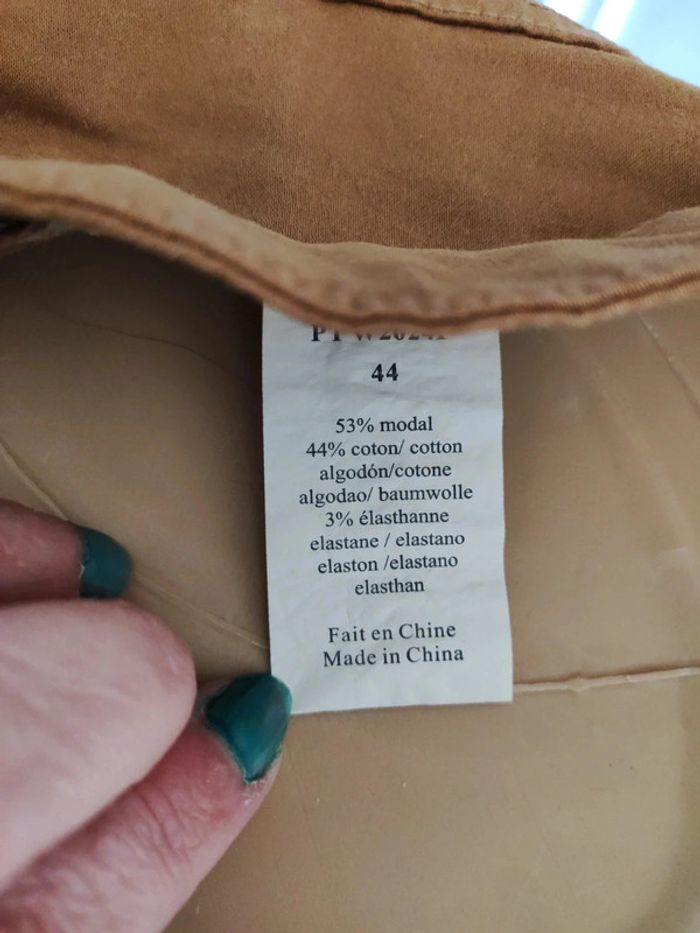 44
53% modal
44% coton/ cotton
algodón/cotone
algodao/ baumwolle
3% élasthanne
elastane / elastano
elaston /elastano
elasthan
Fait en Chine
Made in China